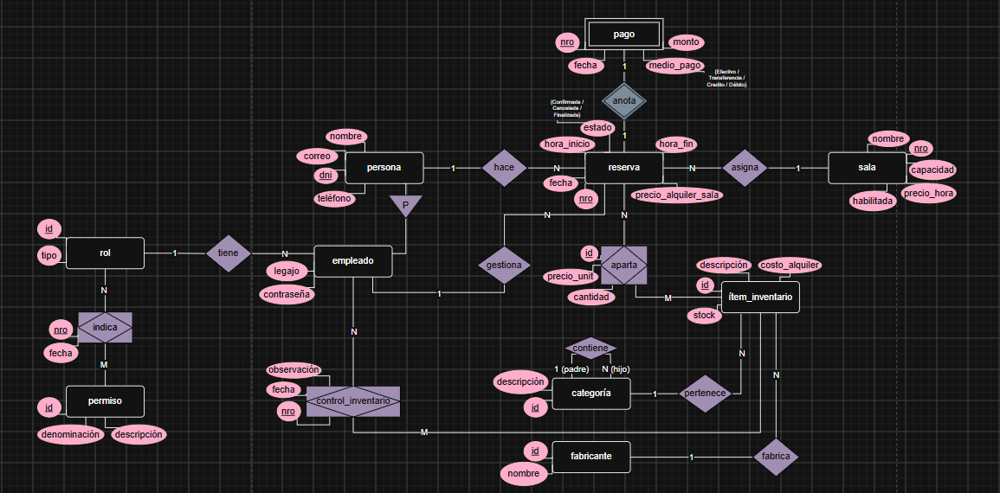 pago
nro
monto
fecha
medio_pago
1
{Efectivo /
Transferencia /
Credito / Débito}
anota
{Confirmada /
Cancelada /
Finalizada}
estado
1
nombre
hora_inicio
hora_fin
nombre
correo
nro
persona
1
hace
N
reserva
N
asigna
1
sala
capacidad
dni
fecha
teléfono
nro
precio_alquiler_sala
habilitada
precio_hora
P
N
N
id
rol
1
tiene
N
empleado
tipo
legajo
contraseña
gestiona
1
id
aparta
precio_unit
cantidad
M
descripción
costo_alquiler
id
ítem_inventario
stock
N
indica
nro
fecha
M
N
contiene
1 (padre)
N (hijo)
N
N
observación
descripción
fecha
categoría
1
pertenece
control_inventario
id
nro
permiso
id
denominación
descripción
M
id
fabricante
1
fabrica
nombre